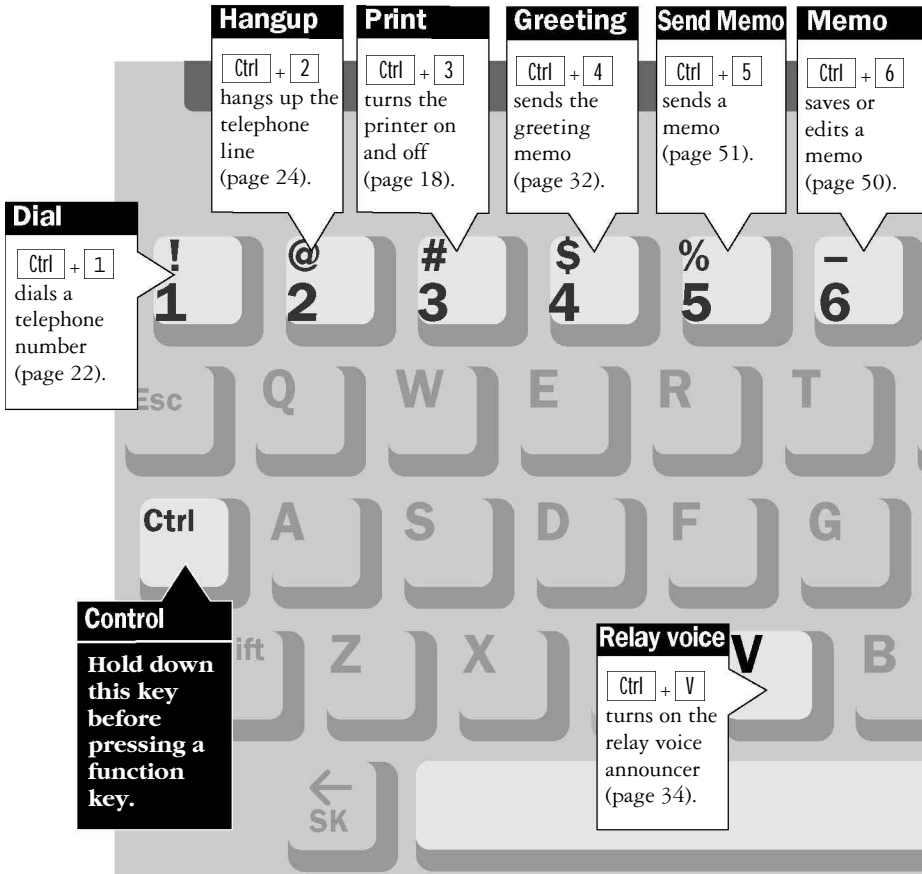 Hangup
Ctrl + 2
hangs up the
telephone
line
(page 24).
Print
Ctrl + 3
turns the
printer on
and off
(page 18).
Greeting
Ctrl + 4
sends the
greeting
memo
(page 32).
Send Memo
Ctrl + 5
sends a
memo
(page 51).
Memo
Ctrl + 6
saves or
edits a
memo
(page 50).
Dial
Ctrl + 1
dials a
telephone
number
(page 22).
! @ # $ % –
1 2 3 4 5 6
Esc Q W E R T
Ctrl A S D F G
Control
Hold down
this key
before
pressing a
function
key.
ift Z X V B
Relay voice
Ctrl + V
turns on the
relay voice
announcer
(page 34).
←
SK